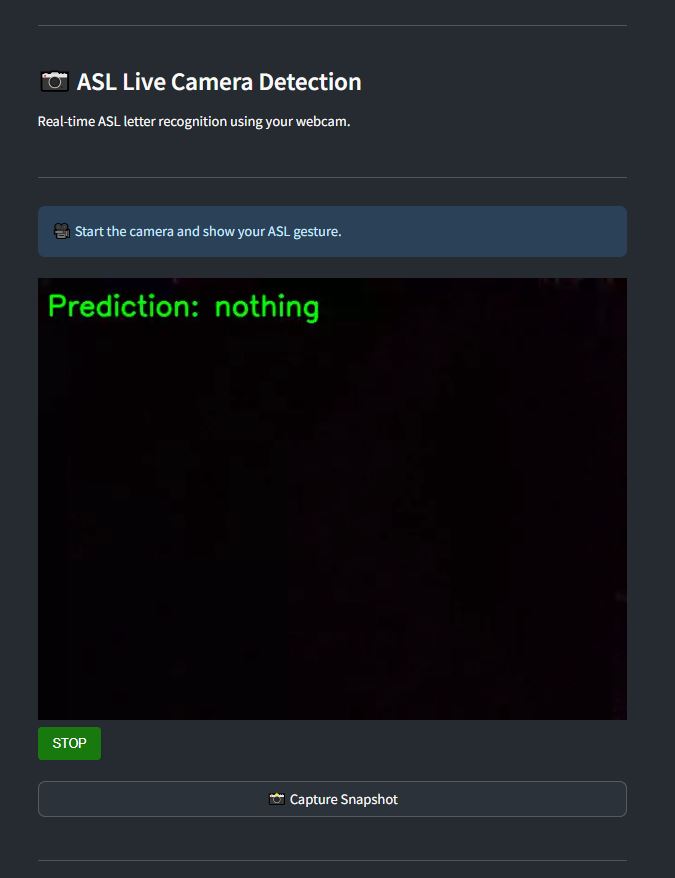 ASL Live Camera Detection
Real-time ASL letter recognition using your webcam.
Start the camera and show your ASL gesture.
Prediction: nothing
STOP
Capture Snapshot